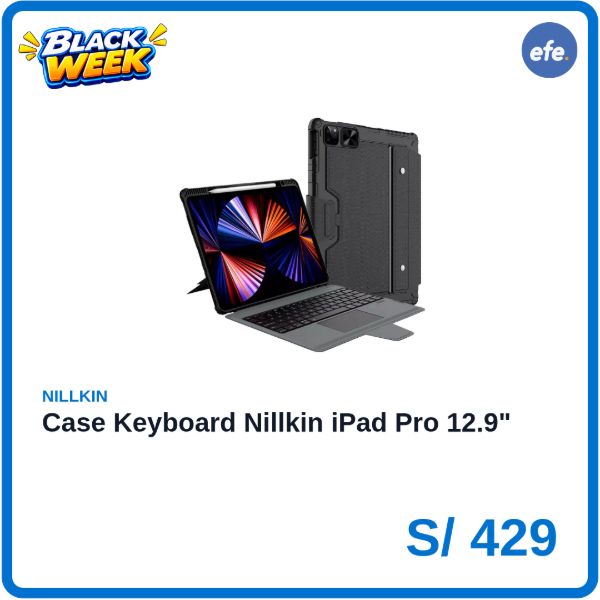 BLACK
WEEK
efe.
NILLKIN
Case Keyboard Nillkin iPad Pro 12.9"
S/ 429